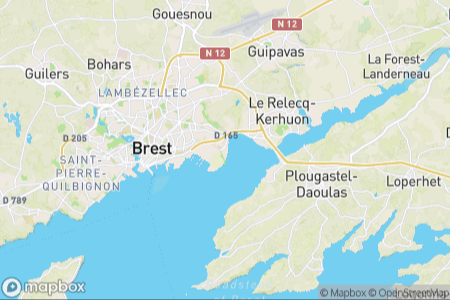 Gouesnou
N 12
N 12
Guipavas
Bohars
La Forest-
Landerneau
Guilers
LAMBÉZELLEC
Le Relecq-
Kerhuon
D 205
D 165
Brest
SAINT-
PIERRE-
QUILBIGNON
Plougastel-
Daoulas
Loperhet
D 789
mapbox
© Mapbox © OpenStreetMap